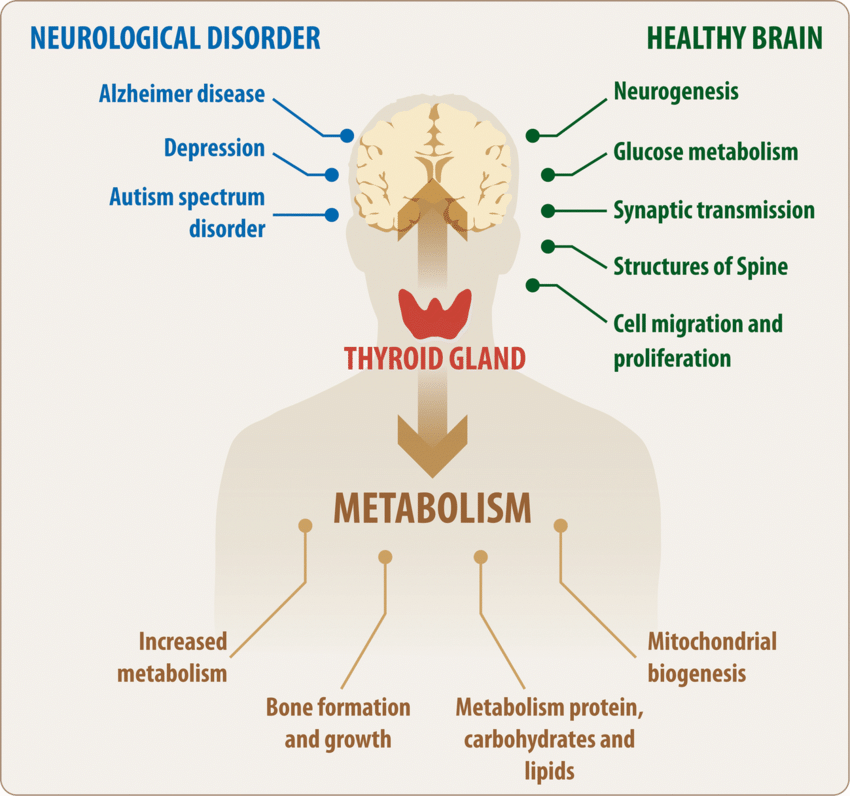 NEUROLOGICAL DISORDER
Alzheimer disease
Depression
Autism spectrum
disorder
HEALTHY BRAIN
Neurogenesis
Glucose metabolism
Synaptic transmission
Structures of Spine
Cell migration and
proliferation
THYROID GLAND
METABOLISM
Increased
metabolism
Bone formation
and growth
Metabolism protein,
carbohydrates and
lipids
Mitochondrial
biogenesis